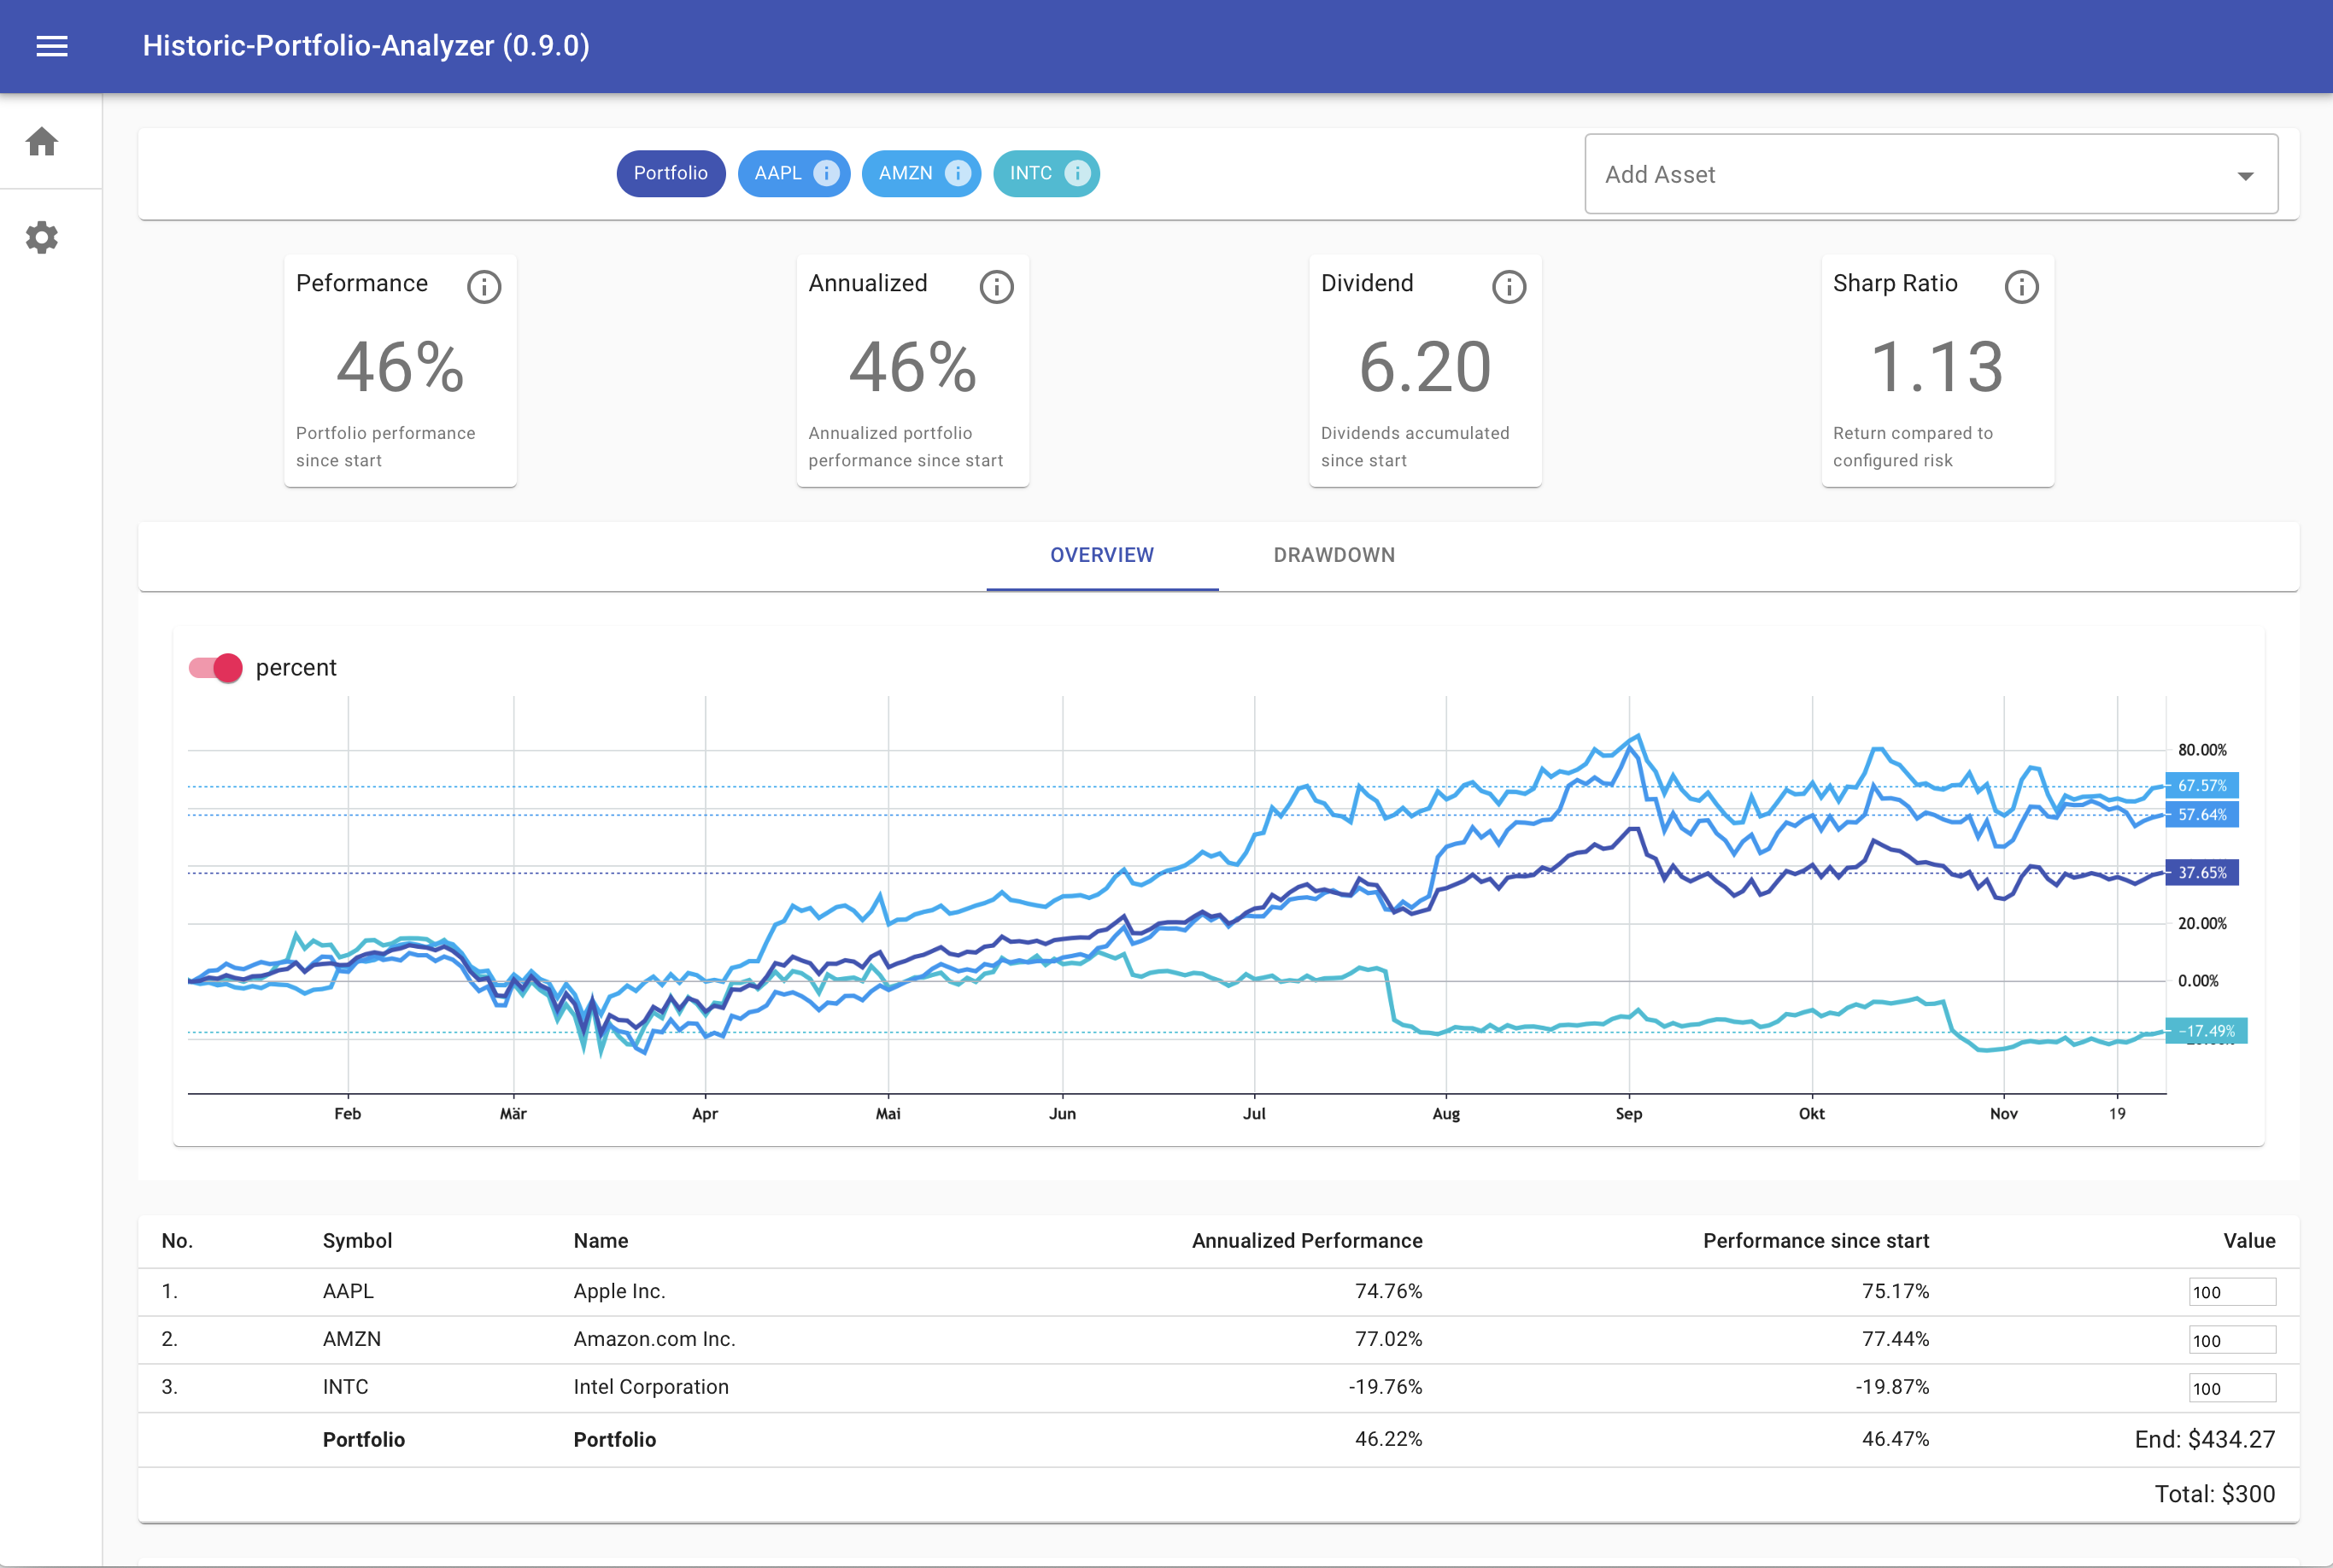 Historic-Portfolio-Analyzer (0.9.0)
Portfolio AAPL AMZN INTC Add Asset
Peformance
46%
Portfolio performance
since start
Annualized
46%
Annualized portfolio
performance since start
Dividend
6.20
Dividends accumulated
since start
Sharp Ratio
1.13
Return compared to
configured risk
OVERVIEW DRAWDOWN
percent
80.00%
67.57%
57.64%
37.65%
20.00%
0.00%
-17.49%
Feb Mär Apr Mai Jun Jul Aug Sep Okt Nov 19
No. Symbol Name Annualized Performance Performance since start Value
1. AAPL Apple Inc. 74.76% 75.17% 100
2. AMZN Amazon.com Inc. 77.02% 77.44% 100
3. INTC Intel Corporation -19.76% -19.87% 100
Portfolio Portfolio 46.22% 46.47% End: $434.27
Total: $300